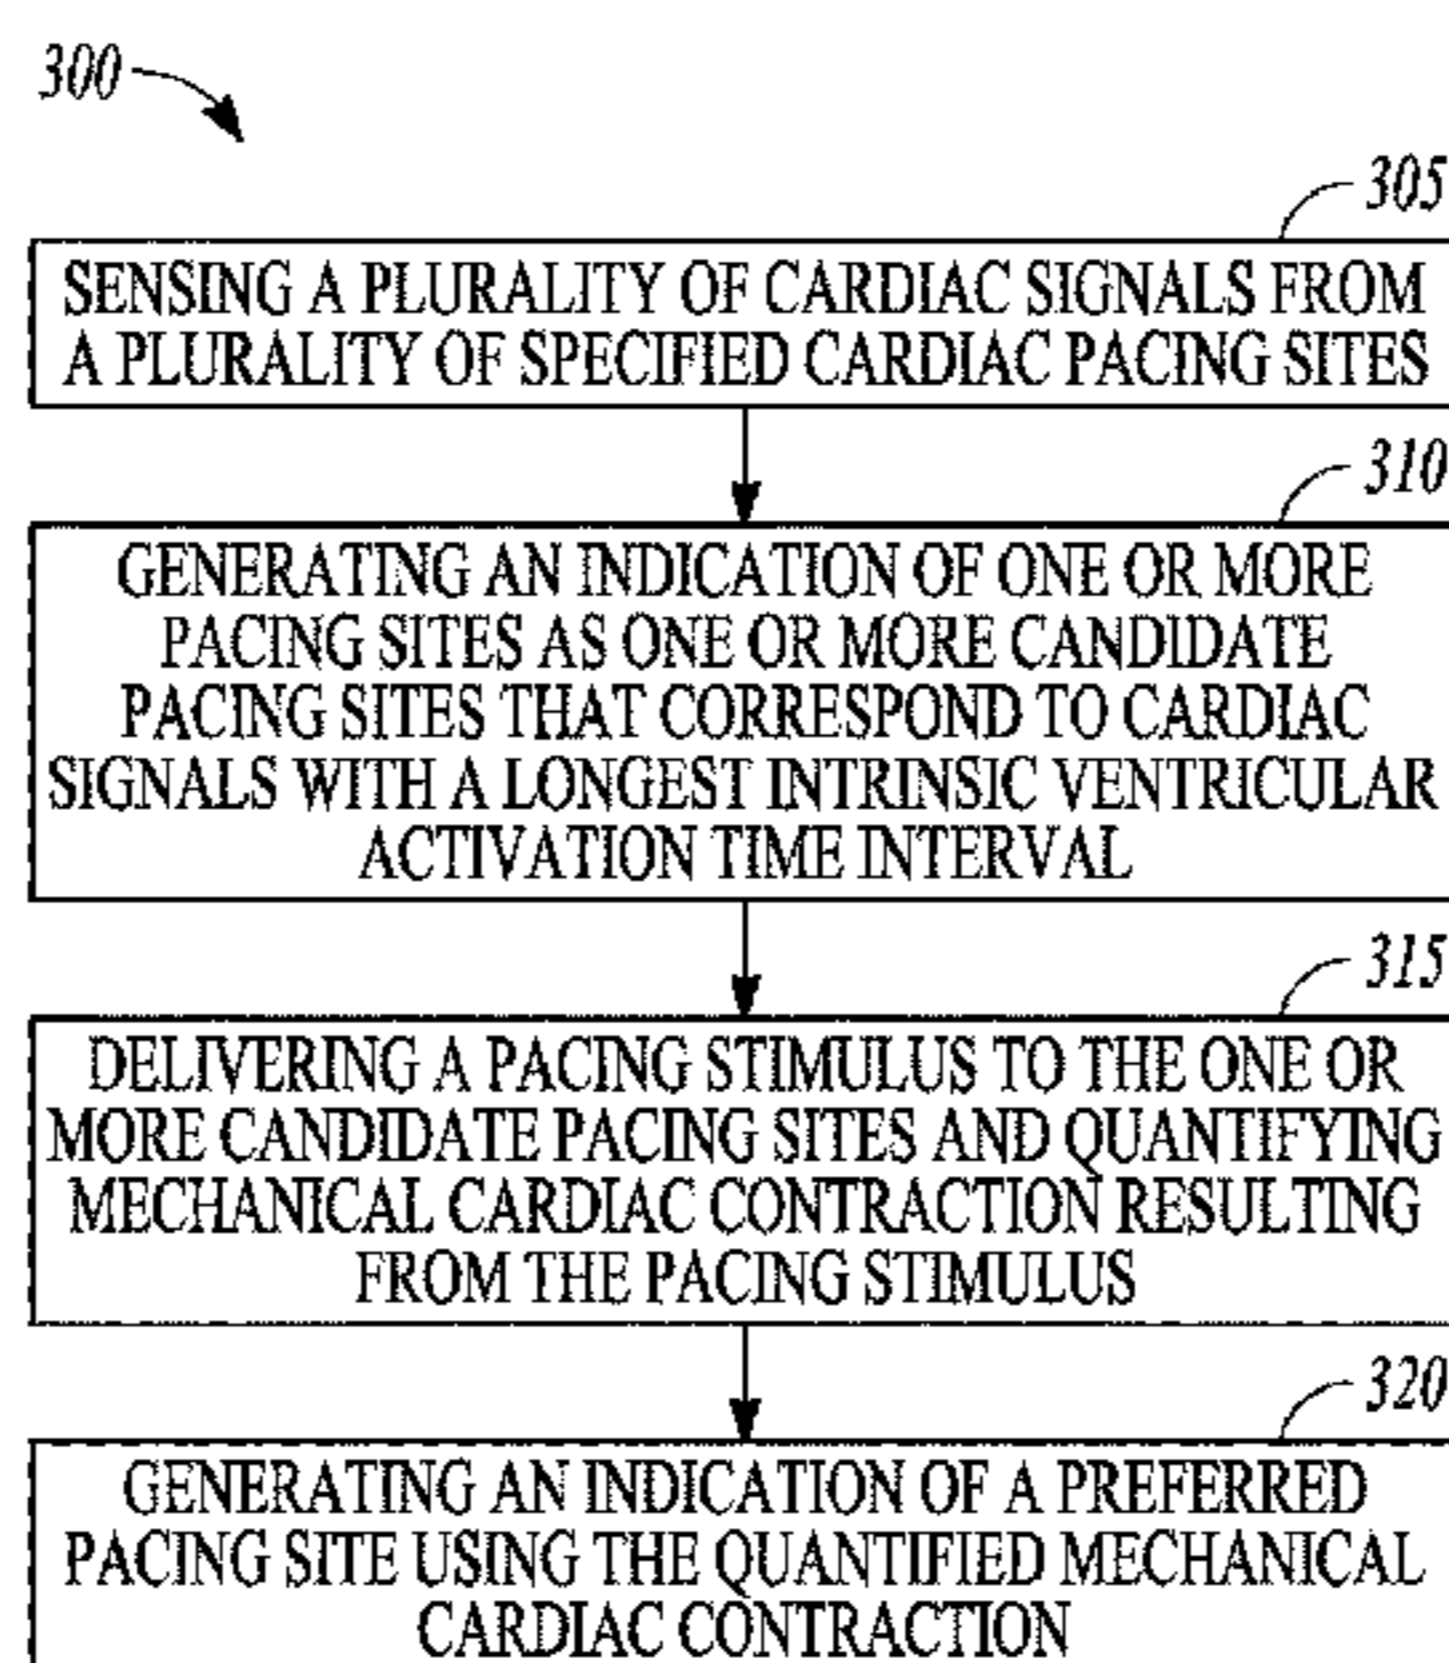 300
305
SENSING A PLURALITY OF CARDIAC SIGNALS FROM
A PLURALITY OF SPECIFIED CARDIAC PACING SITES
310
GENERATING AN INDICATION OF ONE OR MORE
PACING SITES AS ONE OR MORE CANDIDATE
PACING SITES THAT CORRESPOND TO CARDIAC
SIGNALS WITH A LONGEST INTRINSIC VENTRICULAR
ACTIVATION TIME INTERVAL
315
DELIVERING A PACING STIMULUS TO THE ONE OR
MORE CANDIDATE PACING SITES AND QUANTIFYING
MECHANICAL CARDIAC CONTRACTION RESULTING
FROM THE PACING STIMULUS
320
GENERATING AN INDICATION OF A PREFERRED
PACING SITE USING THE QUANTIFIED MECHANICAL
CARDIAC CONTRACTION